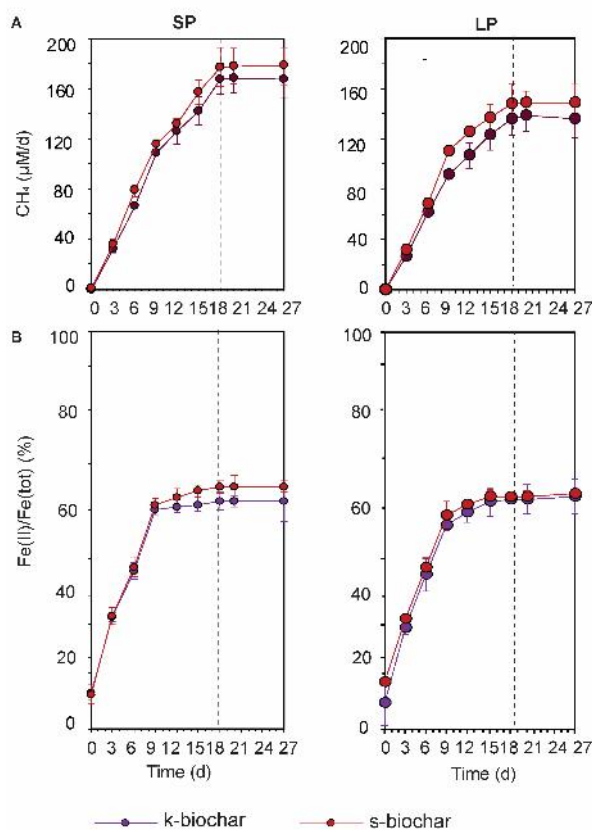 A SP LP
200 200
160 160
120 120
80 80
40 40
0 0
CH₄ (µM/d)
0 3 6 9 12 15 18 21 24 27 0 3 6 9 12 15 18 21 24 27
B 100 100
80 80
60 60
40 40
20 20
0 0
Fe(II)/Fe(tot) (%)
0 3 6 9 12 15 18 21 24 27 0 3 6 9 12 15 18 21 24 27
Time (d) Time (d)
k-biochar s-biochar